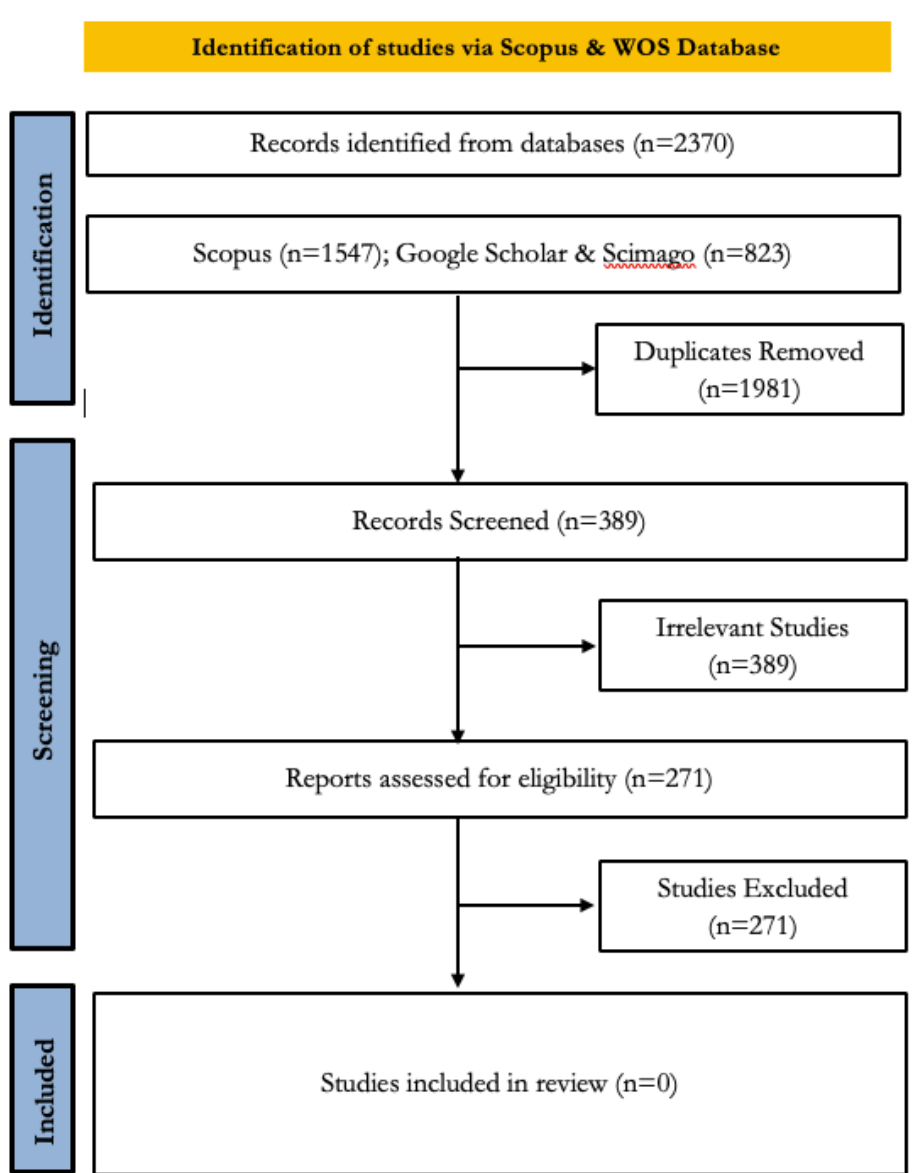 Identification of studies via Scopus & WOS Database
Identification
Records identified from databases (n=2370)
Scopus (n=1547); Google Scholar & Scimago (n=823)
Duplicates Removed
(n=1981)
Screening
Records Screened (n=389)
Irrelevant Studies
(n=389)
Reports assessed for eligibility (n=271)
Studies Excluded
(n=271)
Included
Studies included in review (n=0)